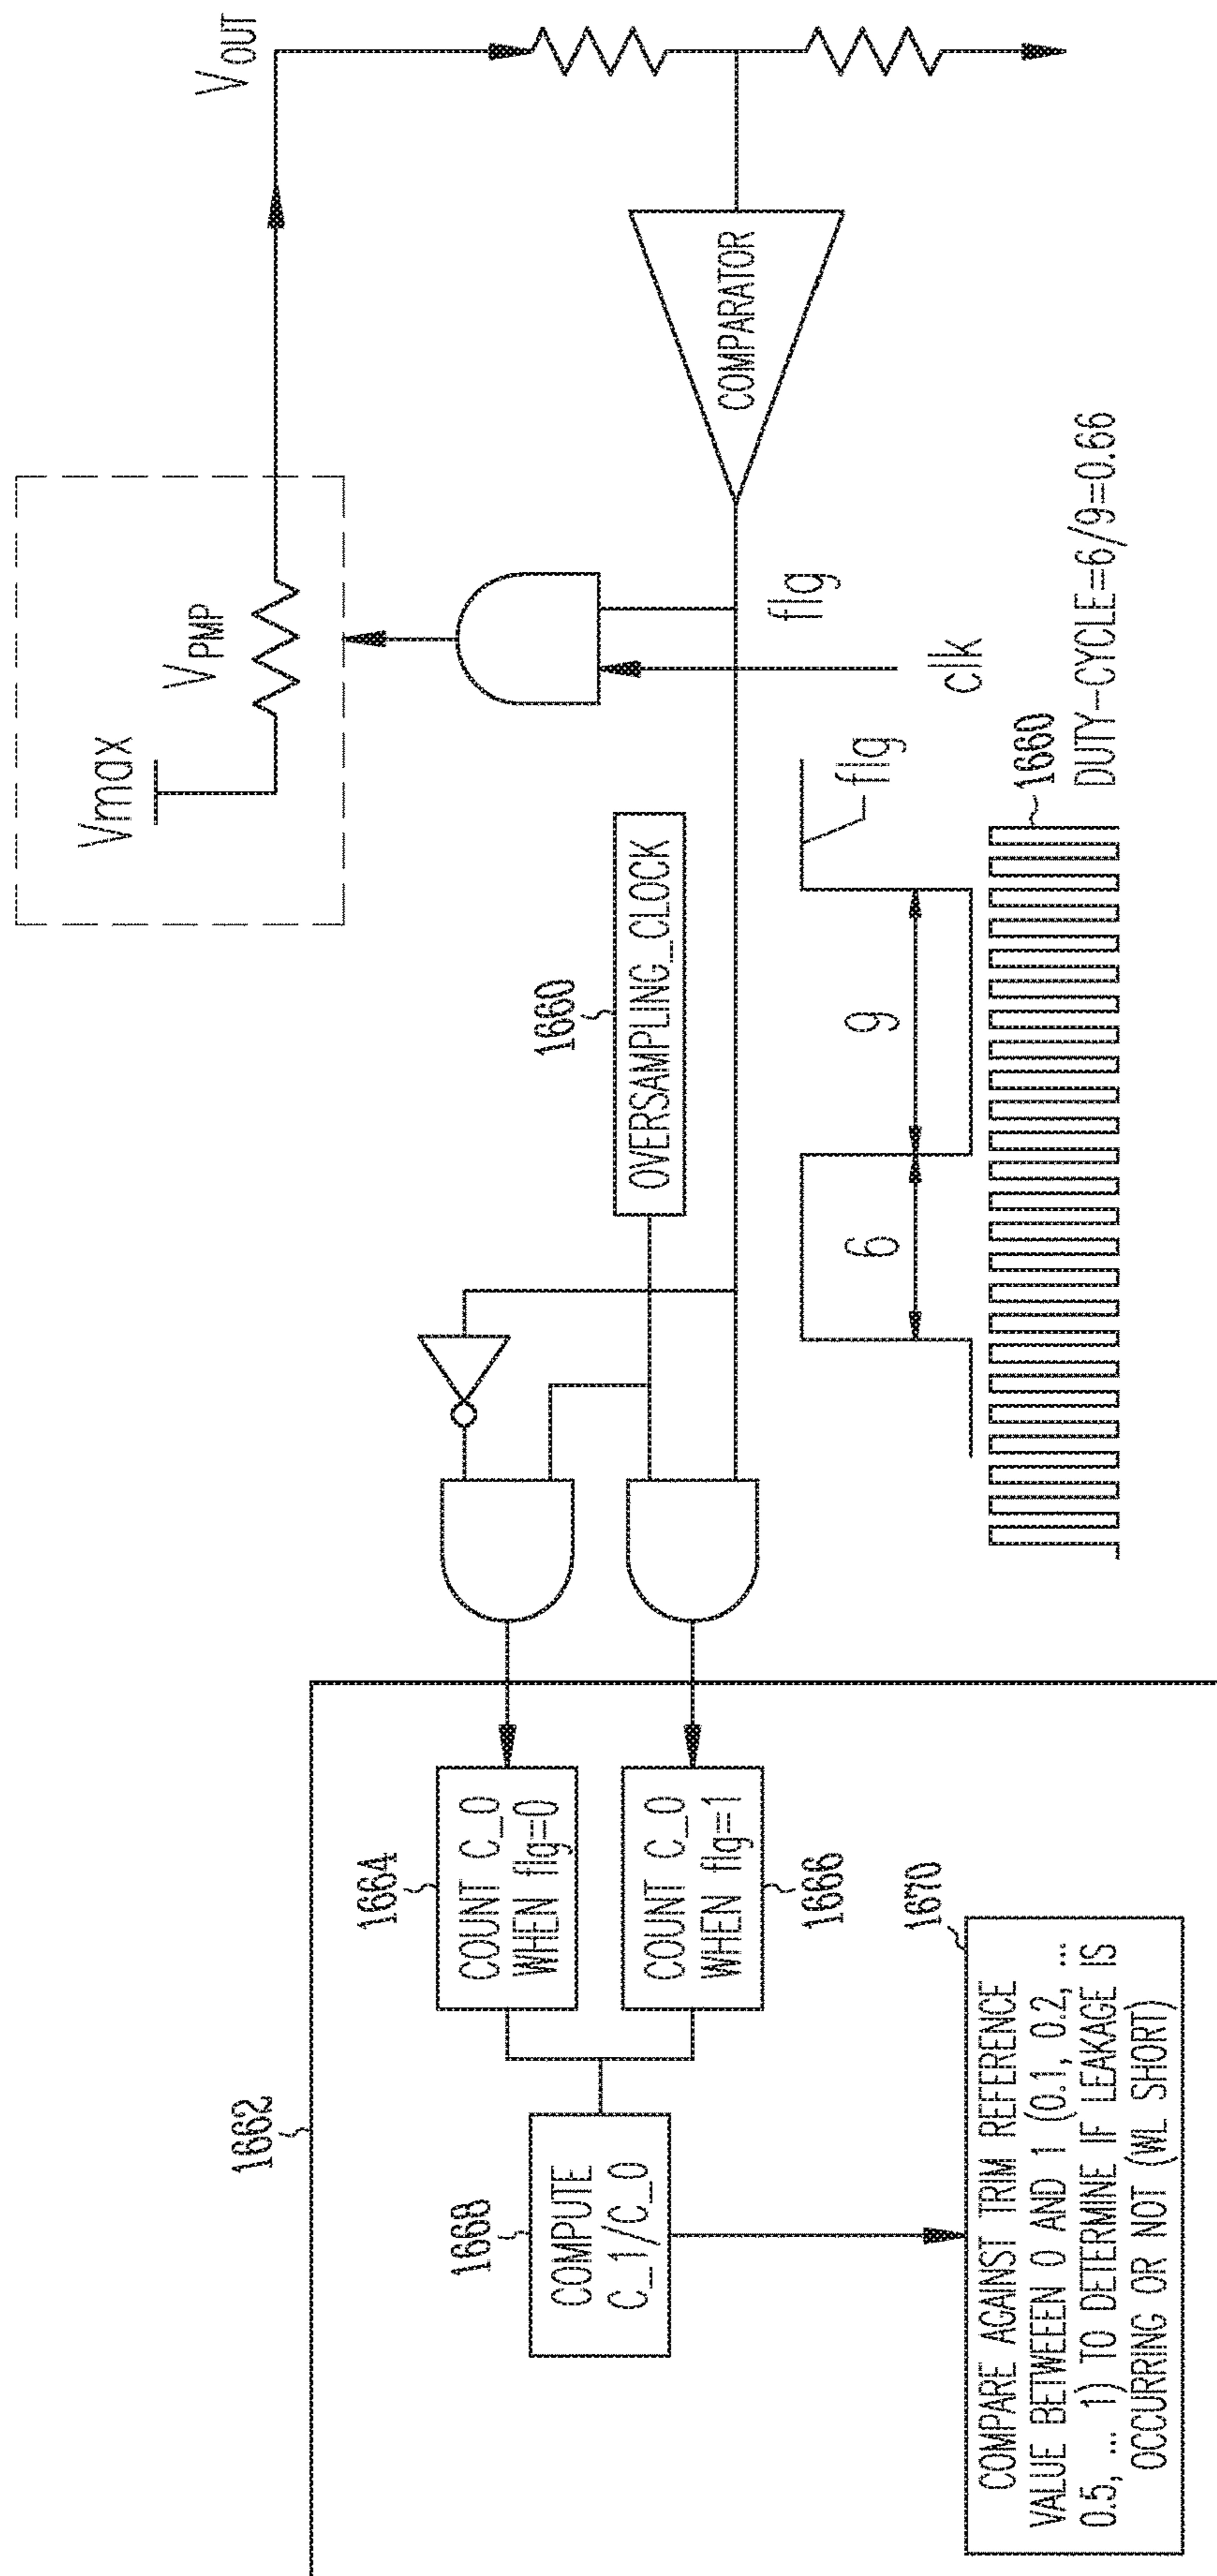 Vmax
V_PMP
V_OUT
1660
OVERSAMPLING_CLOCK
COMPARATOR
flg
clk
flg
6
9
1660
DUTY-CYCLE=6/9=0.66
1662
1664
COUNT C_0
WHEN flg=0
1668
COMPUTE
C_1/C_0
COUNT C_0
WHEN flg=1
1666
1670
COMPARE AGAINST TRIM REFERENCE
VALUE BETWEEEN 0 AND 1 (0.1, 0.2, ...
0.5, ... 1) TO DETERMINE IF LEAKAGE IS
OCCURRING OR NOT (WL SHORT)